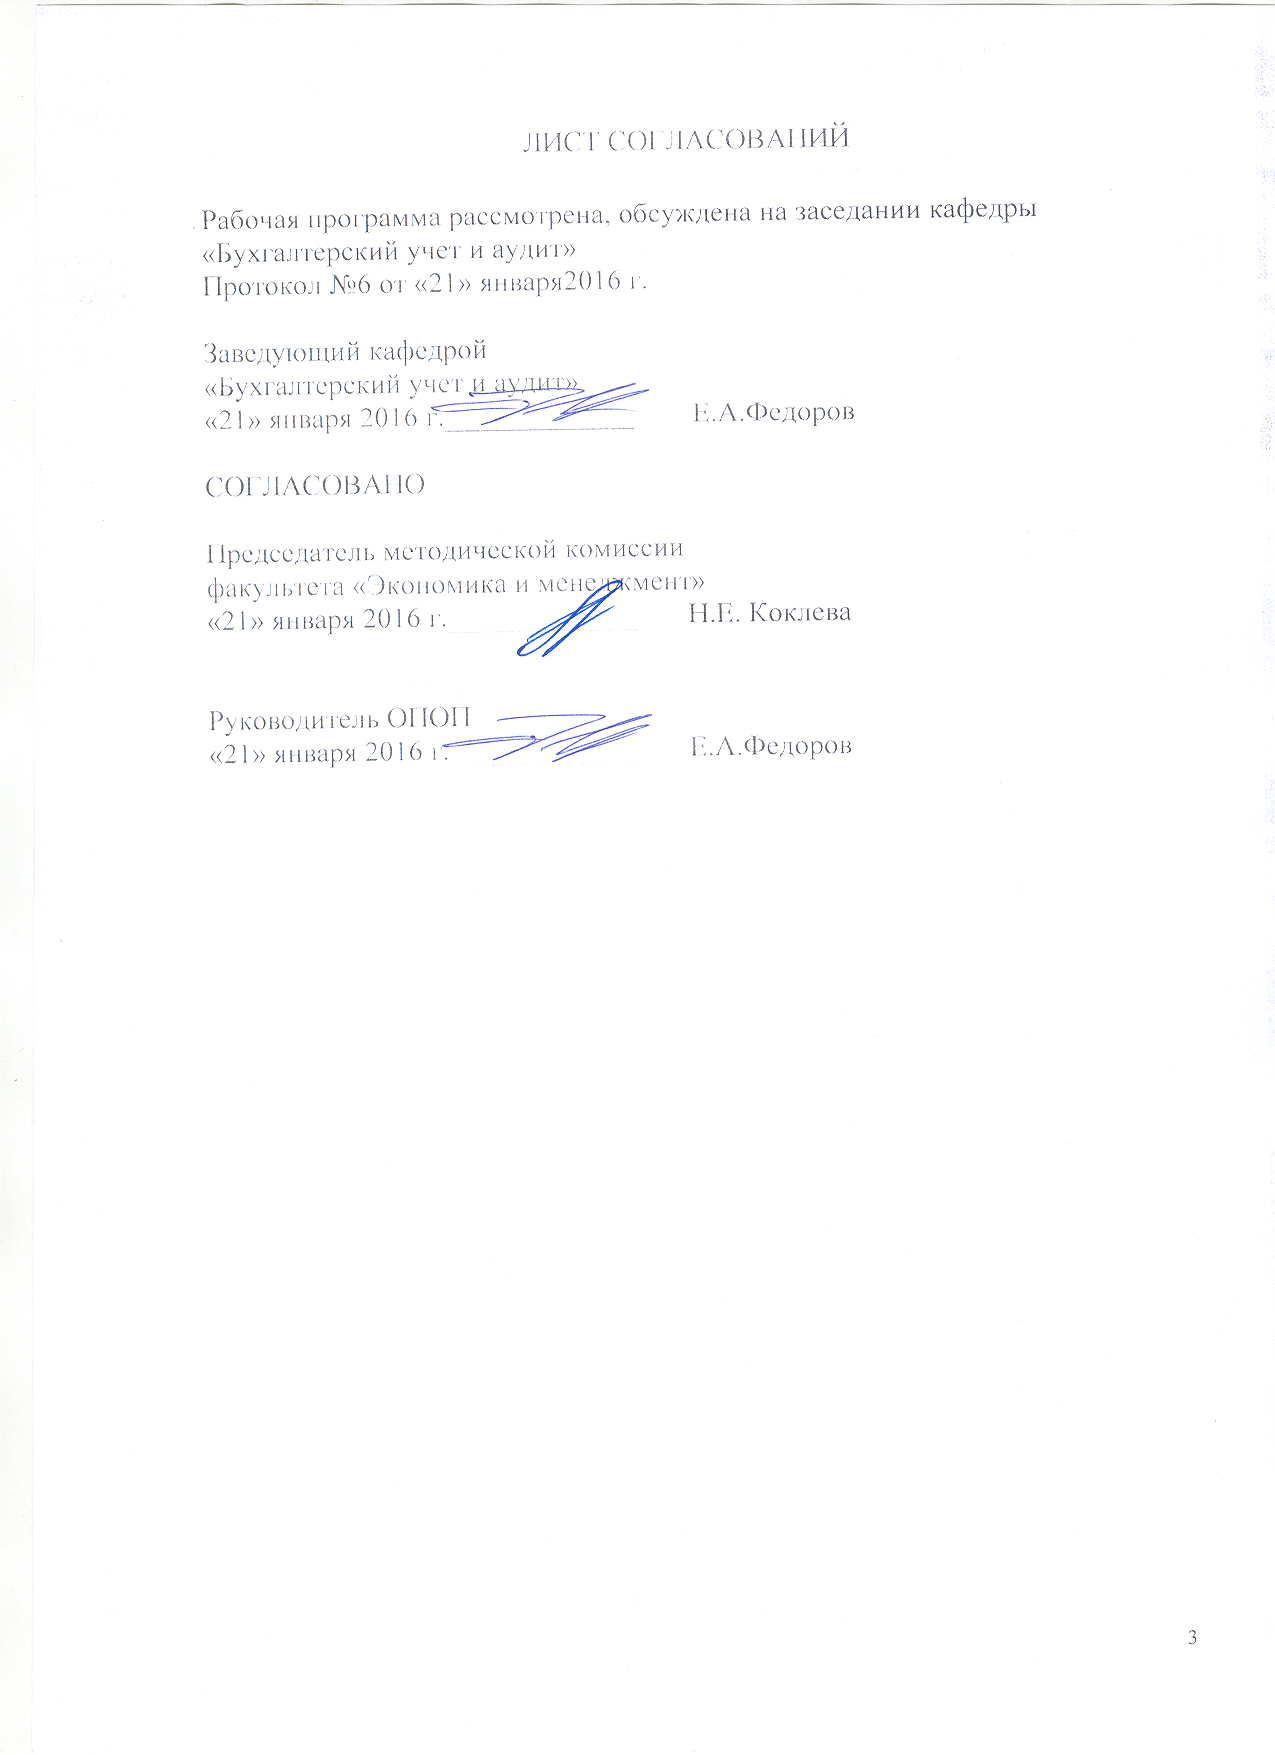 ЛИСТ СОГЛАСОВАНИЙ
Рабочая программа рассмотрена, обсуждена на заседании кафедры
«Бухгалтерский учет и аудит»
Протокол №6 от «21» января2016 г.
Заведующий кафедрой
«Бухгалтерский учет и аудит»
«21» января 2016 г.______________ Е.А.Федоров
СОГЛАСОВАНО
Председатель методической комиссии
факультета «Экономика и менеджмент»
«21» января 2016 г.______________ Н.Е. Коклева
Руководитель ОПОП
«21» января 2016 г. Е.А.Федоров
3